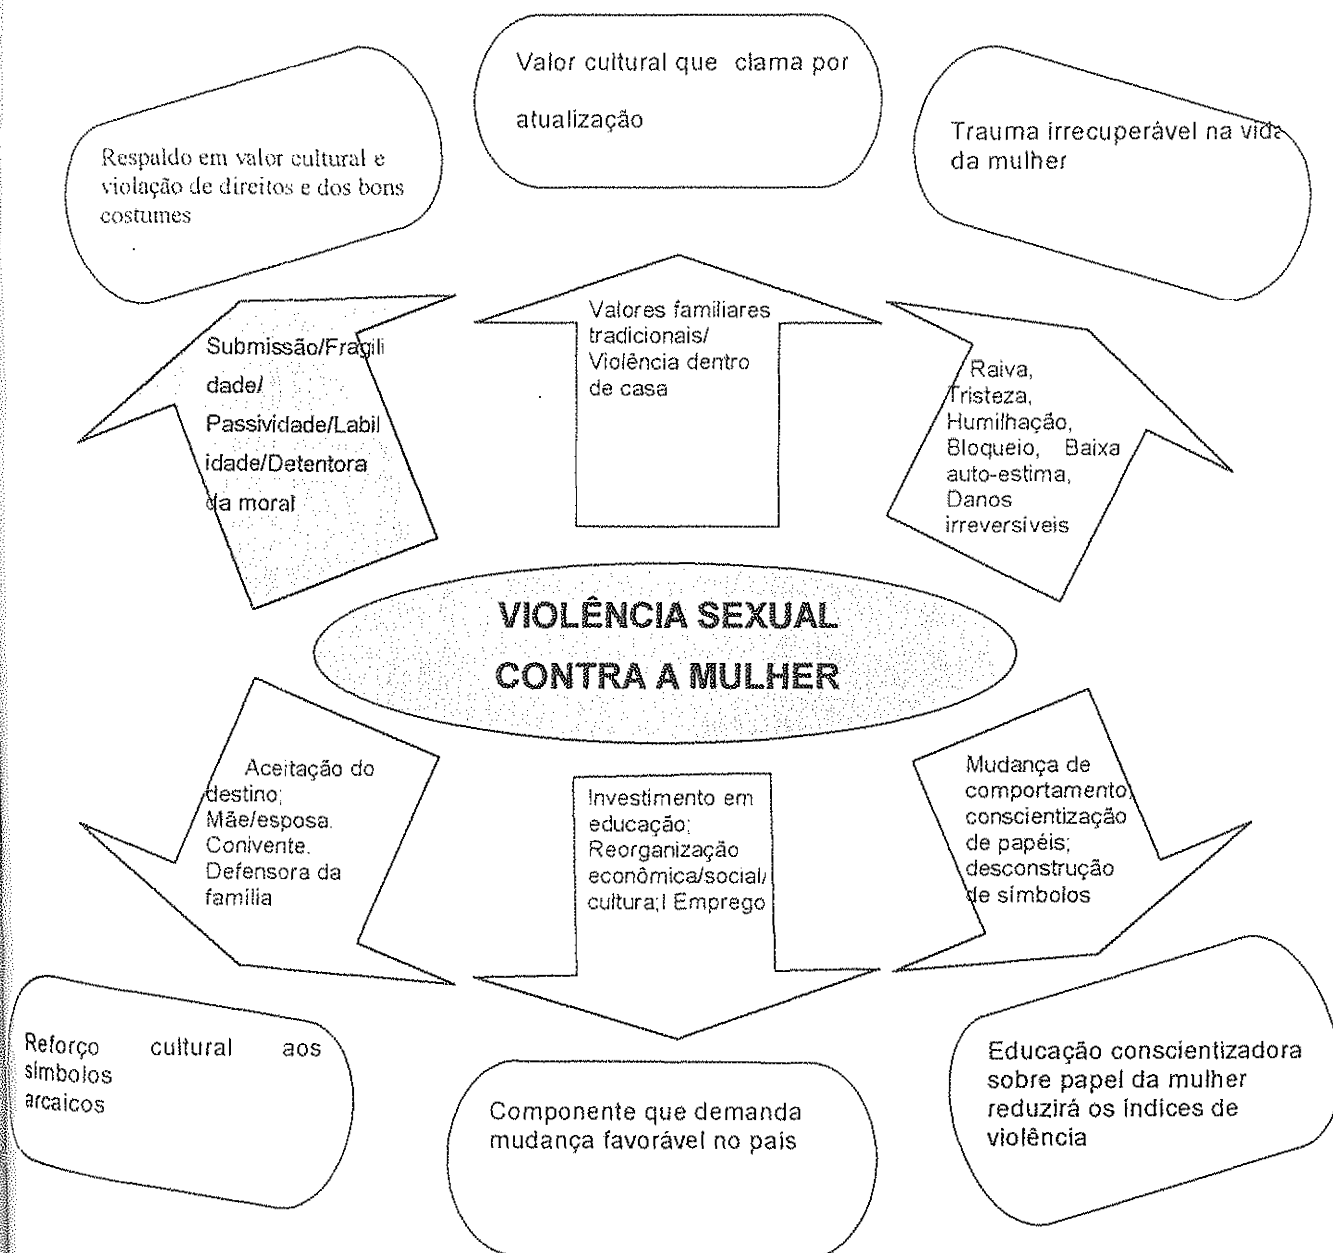 Valor cultural que clama por
atualização
Respaldo em valor cultural e
violação de direitos e dos bons
costumes
Trauma irrecuperável na vida
da mulher
Submissão/Fragili
dade/
Passividade/Labil
idade/Detentora
da moral
Valores familiares
tradicionais/
Violência dentro
de casa
Raiva,
Tristeza,
Humilhação,
Bloqueio, Baixa
auto-estima,
Danos
irreversíveis
VIOLÊNCIA SEXUAL
CONTRA A MULHER
Aceitação do
destino;
Mãe/esposa.
Conivente.
Defensora da
família
Investimento em
educação;
Reorganização
econômica/social/
cultura;l Emprego
Mudança de
comportamento,
conscientização
de papéis;
desconstrução
de símbolos
Reforço cultural aos
símbolos
arcaicos
Componente que demanda
mudança favorável no país
Educação conscientizadora
sobre papel da mulher
reduzirá os índices de
violência